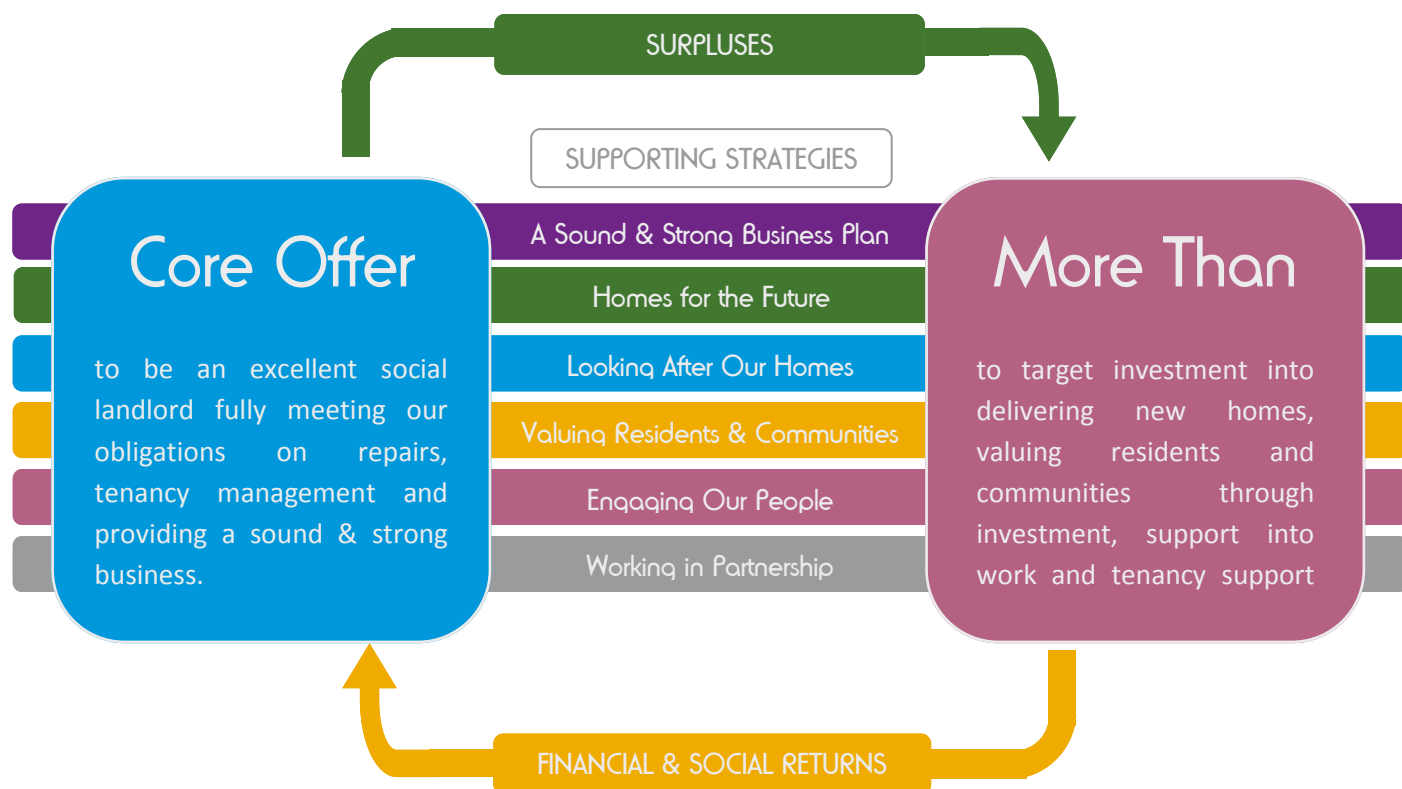 SURPLUSES
SUPPORTING STRATEGIES
Core Offer
to be an excellent social
landlord fully meeting our
obligations on repairs,
tenancy management and
providing a sound & strong
business.
A Sound & Strong Business Plan
Homes for the Future
Looking After Our Homes
Valuing Residents & Communities
Engaging Our People
Working in Partnership
More Than
to target investment into
delivering new homes,
valuing residents and
communities through
investment, support into
work and tenancy support
FINANCIAL & SOCIAL RETURNS